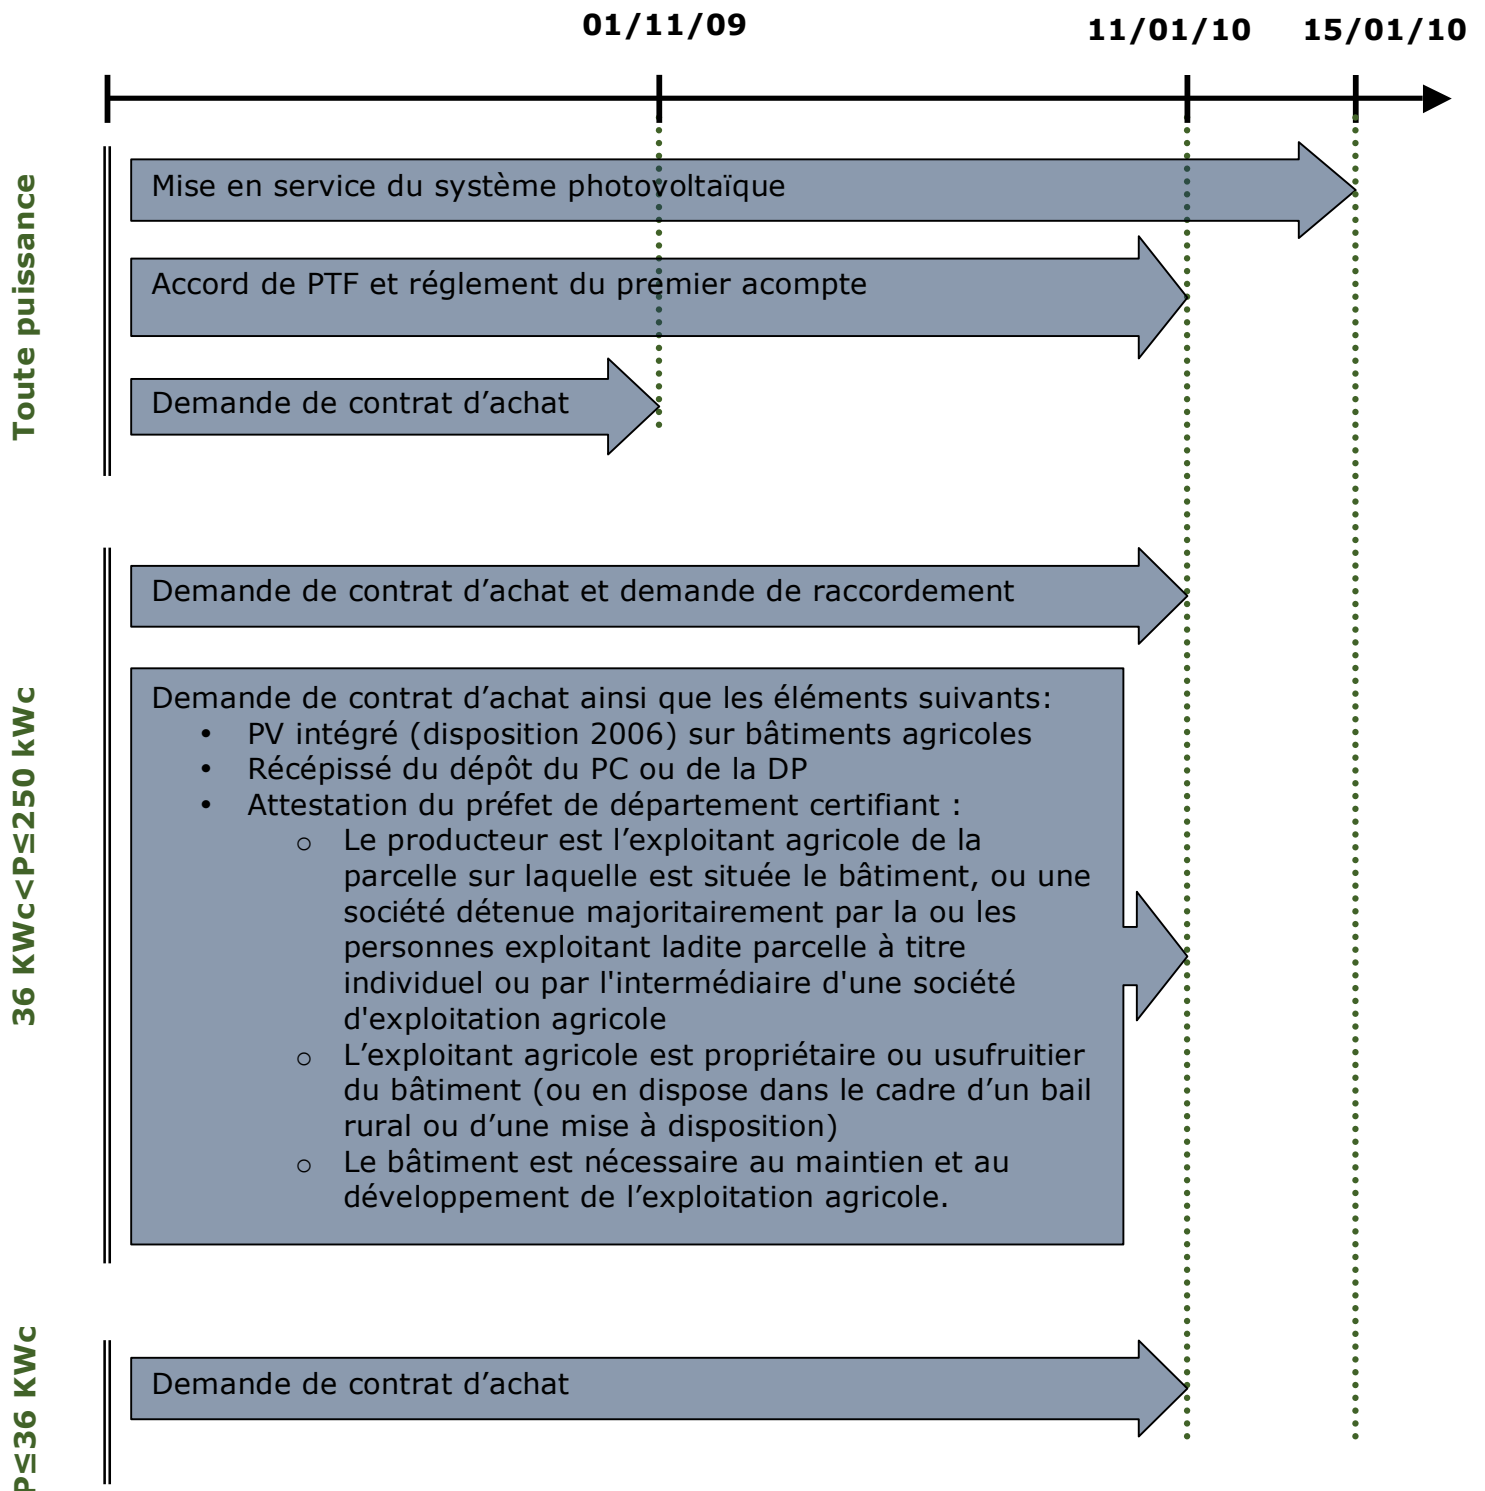 01/11/09
11/01/10
15/01/10
Toute puissance
Mise en service du système photovoltaïque
Accord de PTF et réglement du premier acompte
Demande de contrat d’achat
36 KWc<P≤250 kWc
Demande de contrat d’achat et demande de raccordement
Demande de contrat d’achat ainsi que les éléments suivants:
• PV intégré (disposition 2006) sur bâtiments agricoles
• Récépissé du dépôt du PC ou de la DP
• Attestation du préfet de département certifiant :
o Le producteur est l’exploitant agricole de la
parcelle sur laquelle est située le bâtiment, ou une
société détenue majoritairement par la ou les
personnes exploitant ladite parcelle à titre
individuel ou par l'intermédiaire d'une société
d'exploitation agricole
o L’exploitant agricole est propriétaire ou usufruitier
du bâtiment (ou en dispose dans le cadre d’un bail
rural ou d’une mise à disposition)
o Le bâtiment est nécessaire au maintien et au
développement de l’exploitation agricole.
P≤36 KWc
Demande de contrat d’achat